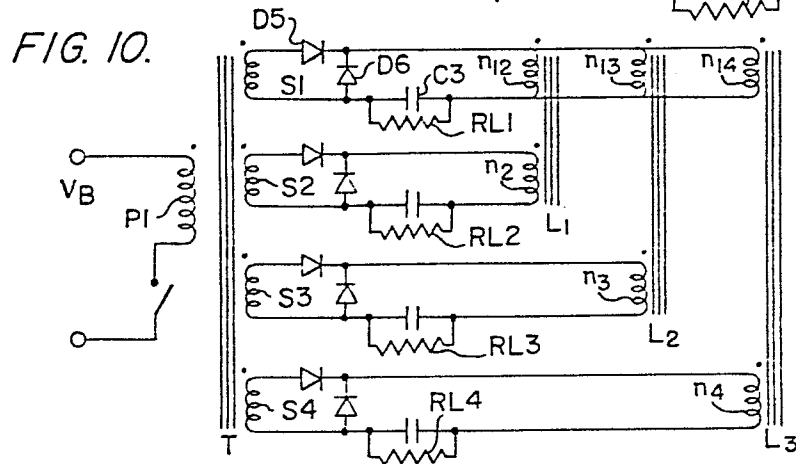 FIG. 10.
D5
D6
C3
S1
n12
n13
n14
RL1
VB
P1
S2
n2
RL2
L1
S3
n3
RL3
L2
S4
n4
RL4
T
L3